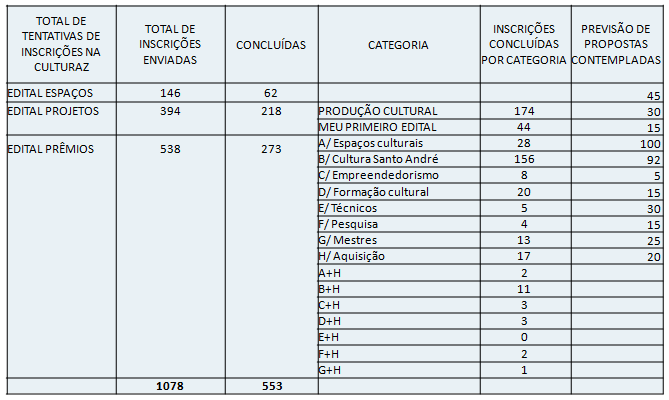 TOTAL DE TENTATIVAS DE INSCRIÇÕES NA CULTURAZ TOTAL DE INSCRIÇÕES ENVIADAS CONCLUÍDAS CATEGORIA INSCRIÇÕES CONCLUÍDAS POR CATEGORIA PREVISÃO DE PROPOSTAS CONTEMPLADAS
EDITAL ESPAÇOS 146 62 45
EDITAL PROJETOS 394 218 PRODUÇÃO CULTURAL 174 30
MEU PRIMEIRO EDITAL 44 15
A/ Espaços culturais 28 100
EDITAL PRÊMIOS 538 273 B/ Cultura Santo André 156 92
C/ Empreendedorismo 8 5
D/ Formação cultural 20 15
E/ Técnicos 5 30
F/ Pesquisa 4 15
G/ Mestres 13 25
H/ Aquisição 17 20
A+H 2
B+H 11
C+H 3
D+H 3
E+H 0
F+H 2
G+H 1
1078 553